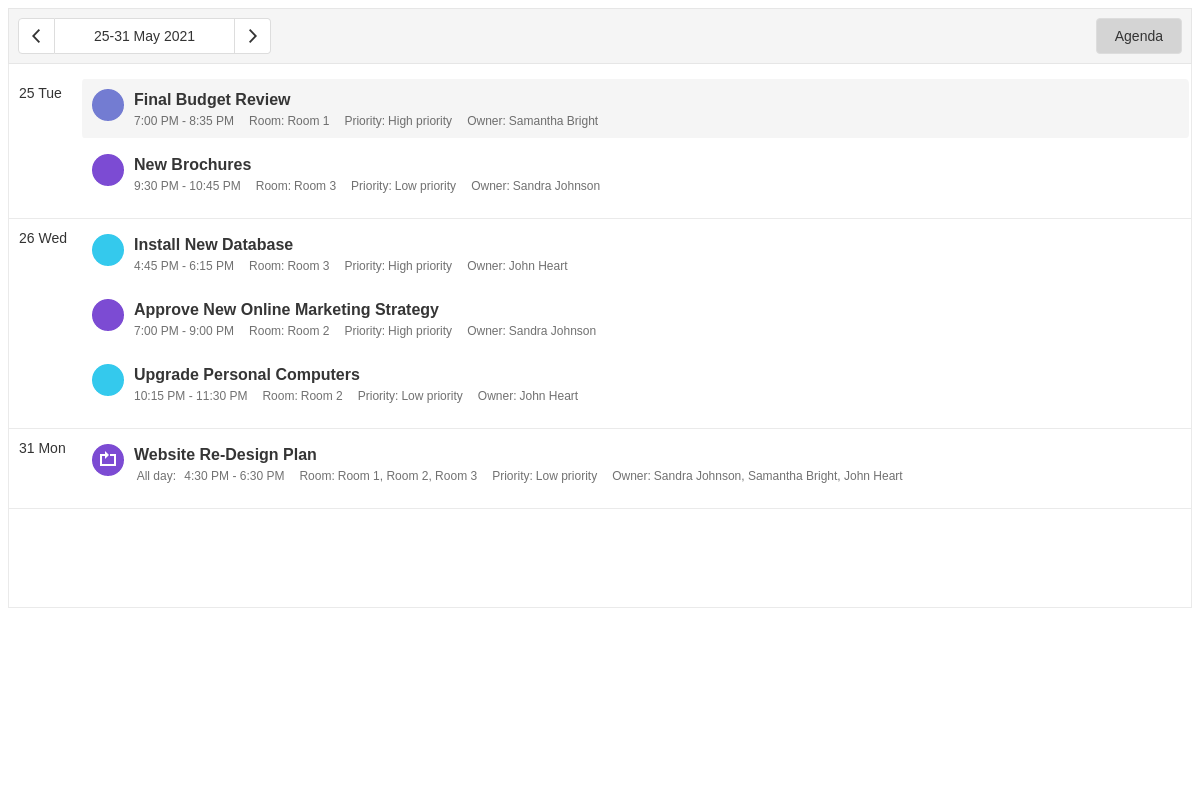 25-31 May 2021
Agenda
25 Tue
Final Budget Review
7:00 PM - 8:35 PM Room: Room 1 Priority: High priority Owner: Samantha Bright
New Brochures
9:30 PM - 10:45 PM Room: Room 3 Priority: Low priority Owner: Sandra Johnson
26 Wed
Install New Database
4:45 PM - 6:15 PM Room: Room 3 Priority: High priority Owner: John Heart
Approve New Online Marketing Strategy
7:00 PM - 9:00 PM Room: Room 2 Priority: High priority Owner: Sandra Johnson
Upgrade Personal Computers
10:15 PM - 11:30 PM Room: Room 2 Priority: Low priority Owner: John Heart
31 Mon
Website Re-Design Plan
All day: 4:30 PM - 6:30 PM Room: Room 1, Room 2, Room 3 Priority: Low priority Owner: Sandra Johnson, Samantha Bright, John Heart